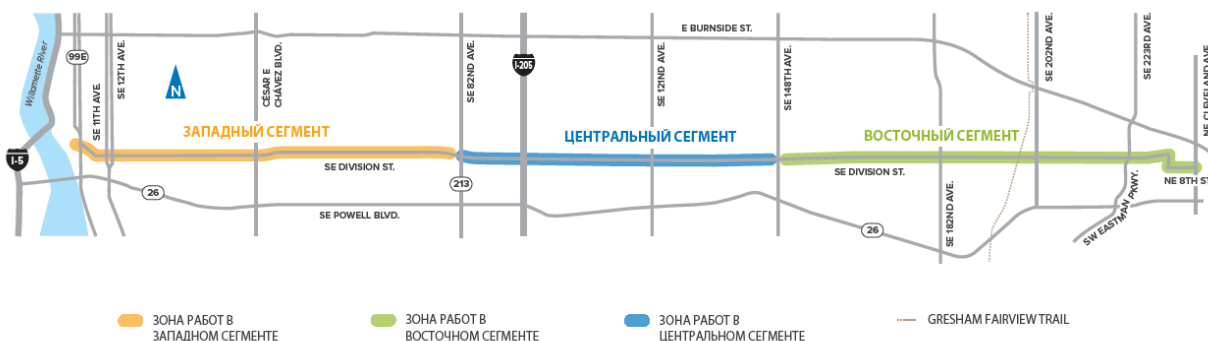 E BURNSIDE ST.
Willamette River
99E
SE 11TH AVE
SE 12TH AVE.
CÉSAR E
CHÁVEZ BLVD.
SE 82ND AVE.
I-205
SE 121ND AVE.
SE 148TH AVE.
SE 202ND AVE
SE 223RD AVE.
NE CLEVELAND AVE
N
ЗАПАДНЫЙ СЕГМЕНТ
ЦЕНТРАЛЬНЫЙ СЕГМЕНТ
ВОСТОЧНЫЙ СЕГМЕНТ
I-5
SE DIVISION ST.
SE DIVISION ST.
NE 8TH ST
26
213
SE POWELL BLVD.
26
SE 182ND AVE.
SW EASTMAN PKWY.
ЗОНА РАБОТ В
ЗАПАДНОМ СЕГМЕНТЕ
ЗОНА РАБОТ В
ВОСТОЧНОМ СЕГМЕНТЕ
ЗОНА РАБОТ В
ЦЕНТРАЛЬНОМ СЕГМЕНТЕ
GRESHAM FAIRVIEW TRAIL